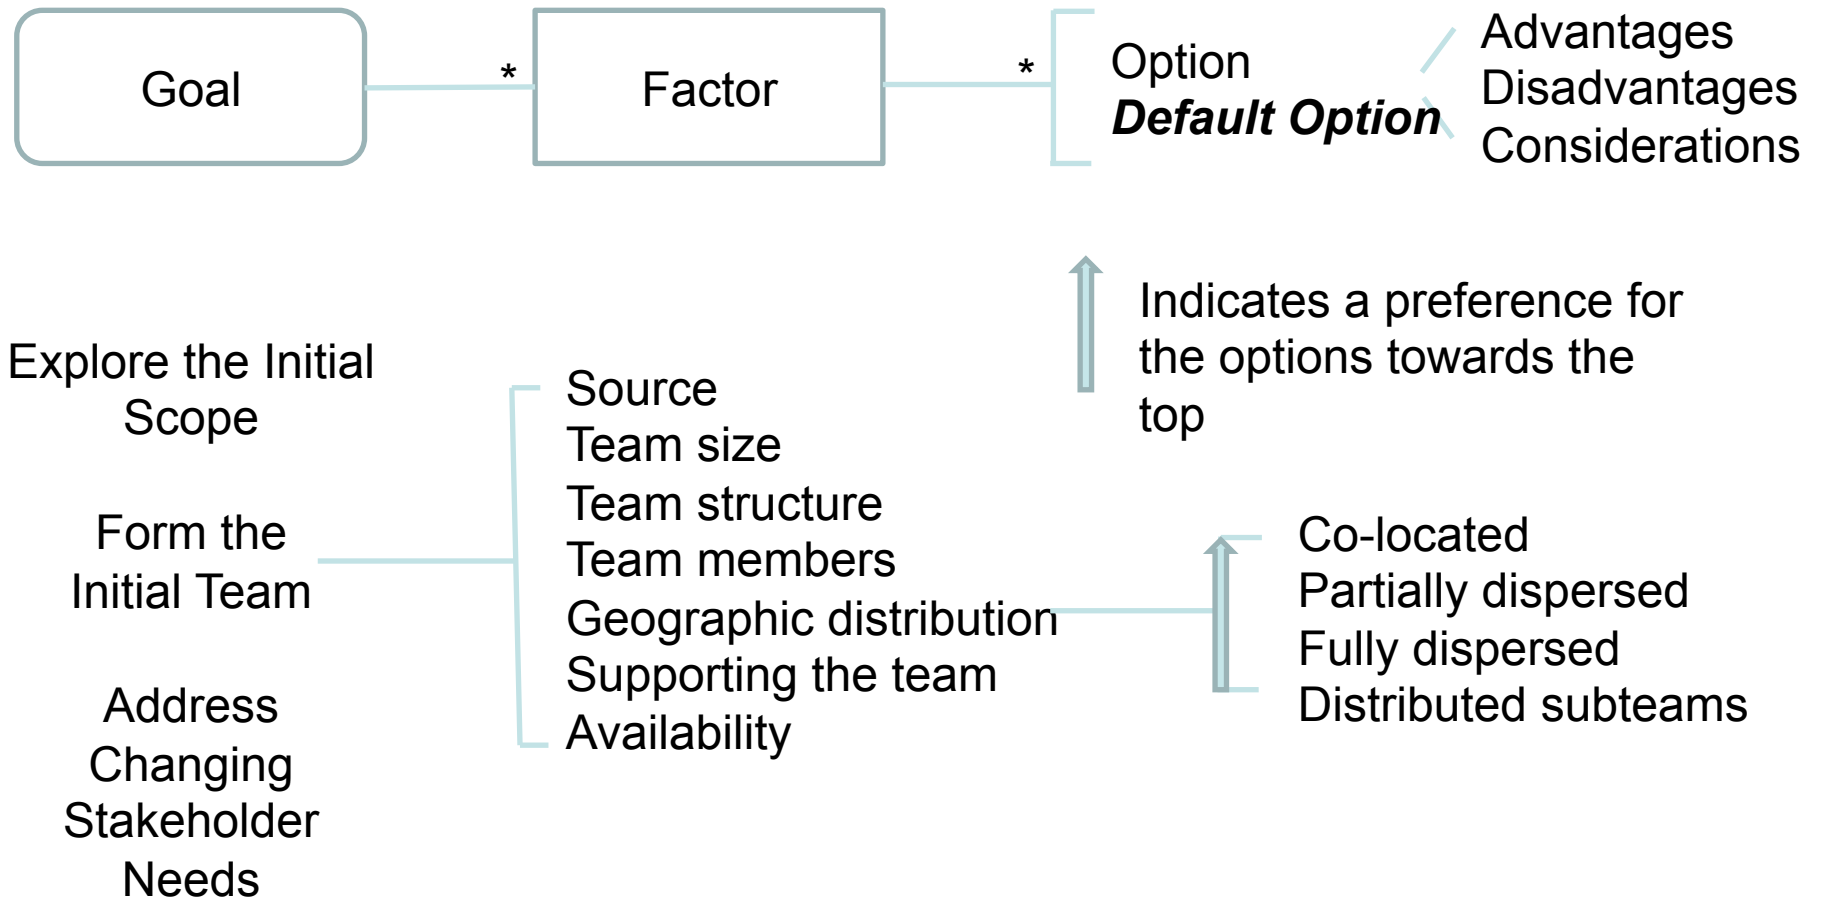 Goal
*
Factor
*
Option
Default Option
Advantages
Disadvantages
Considerations
Indicates a preference for
the options towards the
top
Explore the Initial
Scope
Form the
Initial Team
Address
Changing
Stakeholder
Needs
Source
Team size
Team structure
Team members
Geographic distribution
Supporting the team
Availability
Co-located
Partially dispersed
Fully dispersed
Distributed subteams